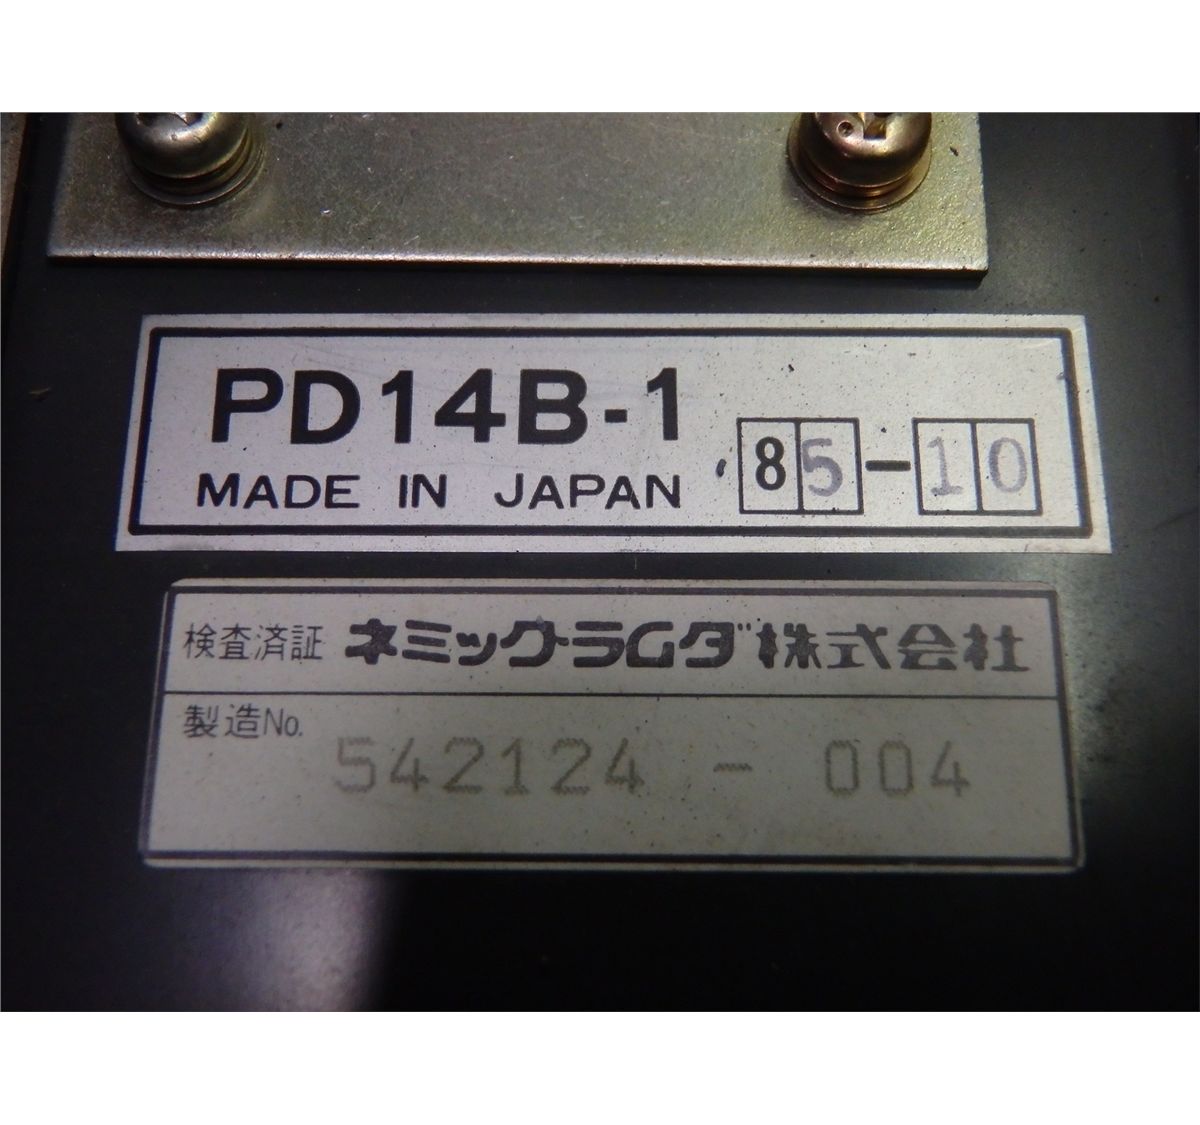 PD14B-1
MADE IN JAPAN 85-10
検査済証 ネミック・ラムダ株式会社
製造No.
542124 - 004